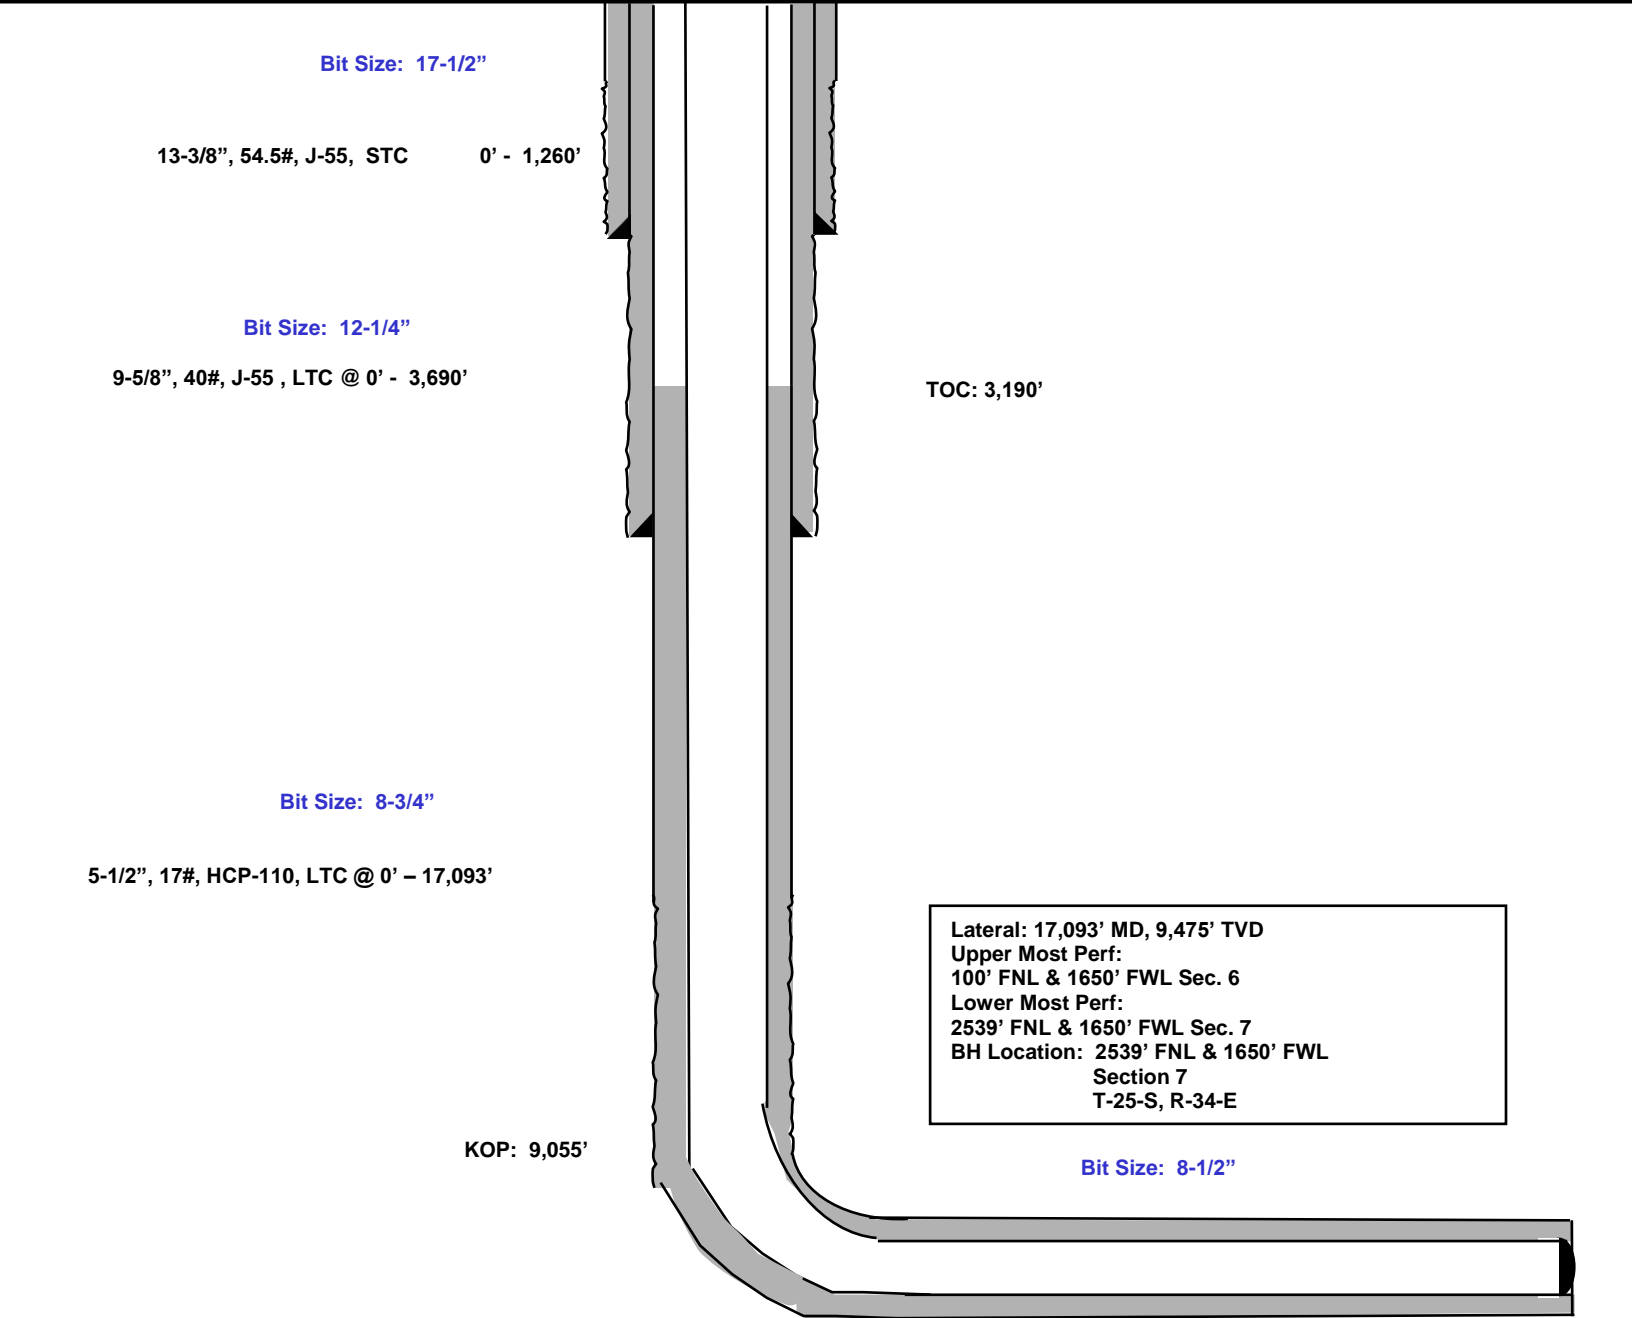 Bit Size: 17-1/2”
13-3/8”, 54.5#, J-55, STC 0’ - 1,260’
Bit Size: 12-1/4”
9-5/8”, 40#, J-55 , LTC @ 0’ - 3,690’
TOC: 3,190’
Bit Size: 8-3/4”
5-1/2”, 17#, HCP-110, LTC @ 0’ – 17,093’
Lateral: 17,093’ MD, 9,475’ TVD
Upper Most Perf:
100’ FNL & 1650’ FWL Sec. 6
Lower Most Perf:
2539’ FNL & 1650’ FWL Sec. 7
BH Location: 2539’ FNL & 1650’ FWL
Section 7
T-25-S, R-34-E
KOP: 9,055’
Bit Size: 8-1/2”